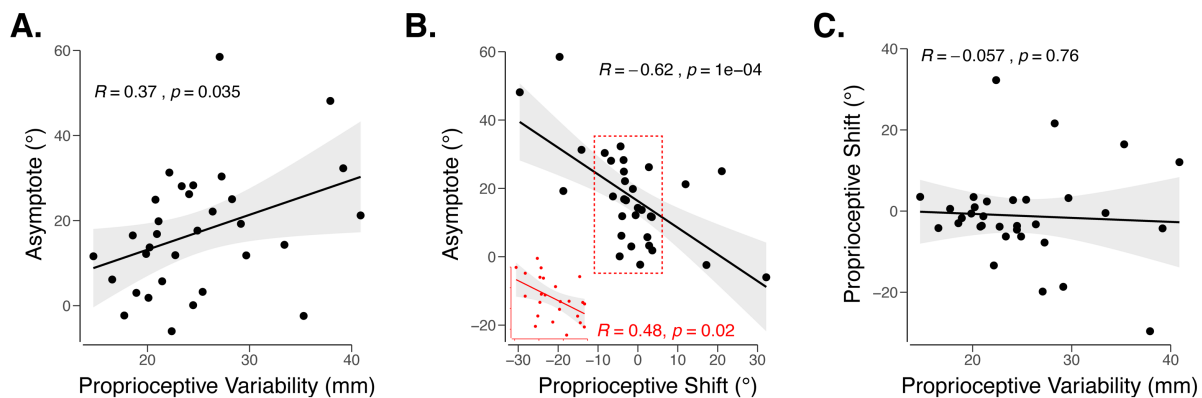 A.
60
40
20
0
Asymptote (°)
R = 0.37 , p = 0.035
20 30 40
Proprioceptive Variability (mm)
B.
60
40
20
0
−20
Asymptote (°)
R = −0.62 , p = 1e−04
R = 0.48, p = 0.02
−30 −20 −10 0 10 20 30
Proprioceptive Shift (°)
C.
40
20
0
−20
Proprioceptive Shift (°)
R = −0.057 , p = 0.76
20 30 40
Proprioceptive Variability (mm)